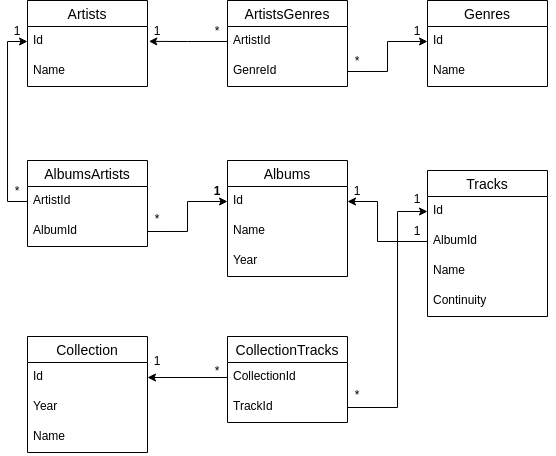 Artists
Id
Name
ArtistsGenres
ArtistId
GenreId
Genres
Id
Name
1
1
*
*
1
AlbumsArtists
ArtistId
AlbumId
Albums
Id
Name
Year
Tracks
Id
AlbumId
Name
Continuity
*
*
1
1
1
1
Collection
Id
Year
Name
CollectionTracks
CollectionId
TrackId
1
*
*